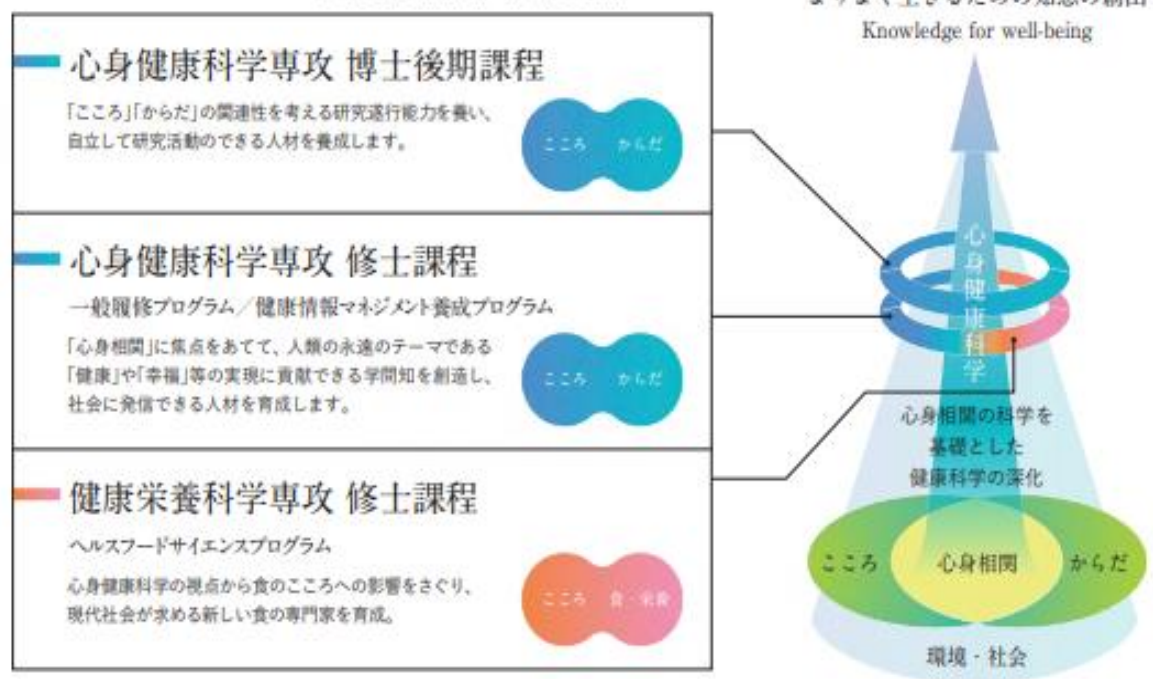 Knowledge for well-being
心身健康科学専攻 博士後期課程
「こころ」「からだ」の関連性を考える研究遂行能力を養い、
自立して研究活動のできる人材を養成します。
こころ からだ
心身健康科学専攻 修士課程
一般履修プログラム／健康情報マネジメント養成プログラム
「心身相関」に焦点をあてて、人類の永遠のテーマである
「健康」や「幸福」等の実現に貢献できる学問知を創造し、
社会に発信できる人材を育成します。
こころ からだ
健康栄養科学専攻 修士課程
ヘルスフードサイエンスプログラム
心身健康科学の視点から食のこころへの影響をさぐり、
現代社会が求める新しい食の専門家を育成。
こころ 食・栄養
心身健康科学
心身相関の科学を
基礎とした
健康科学の深化
こころ 心身相関 からだ
環境・社会